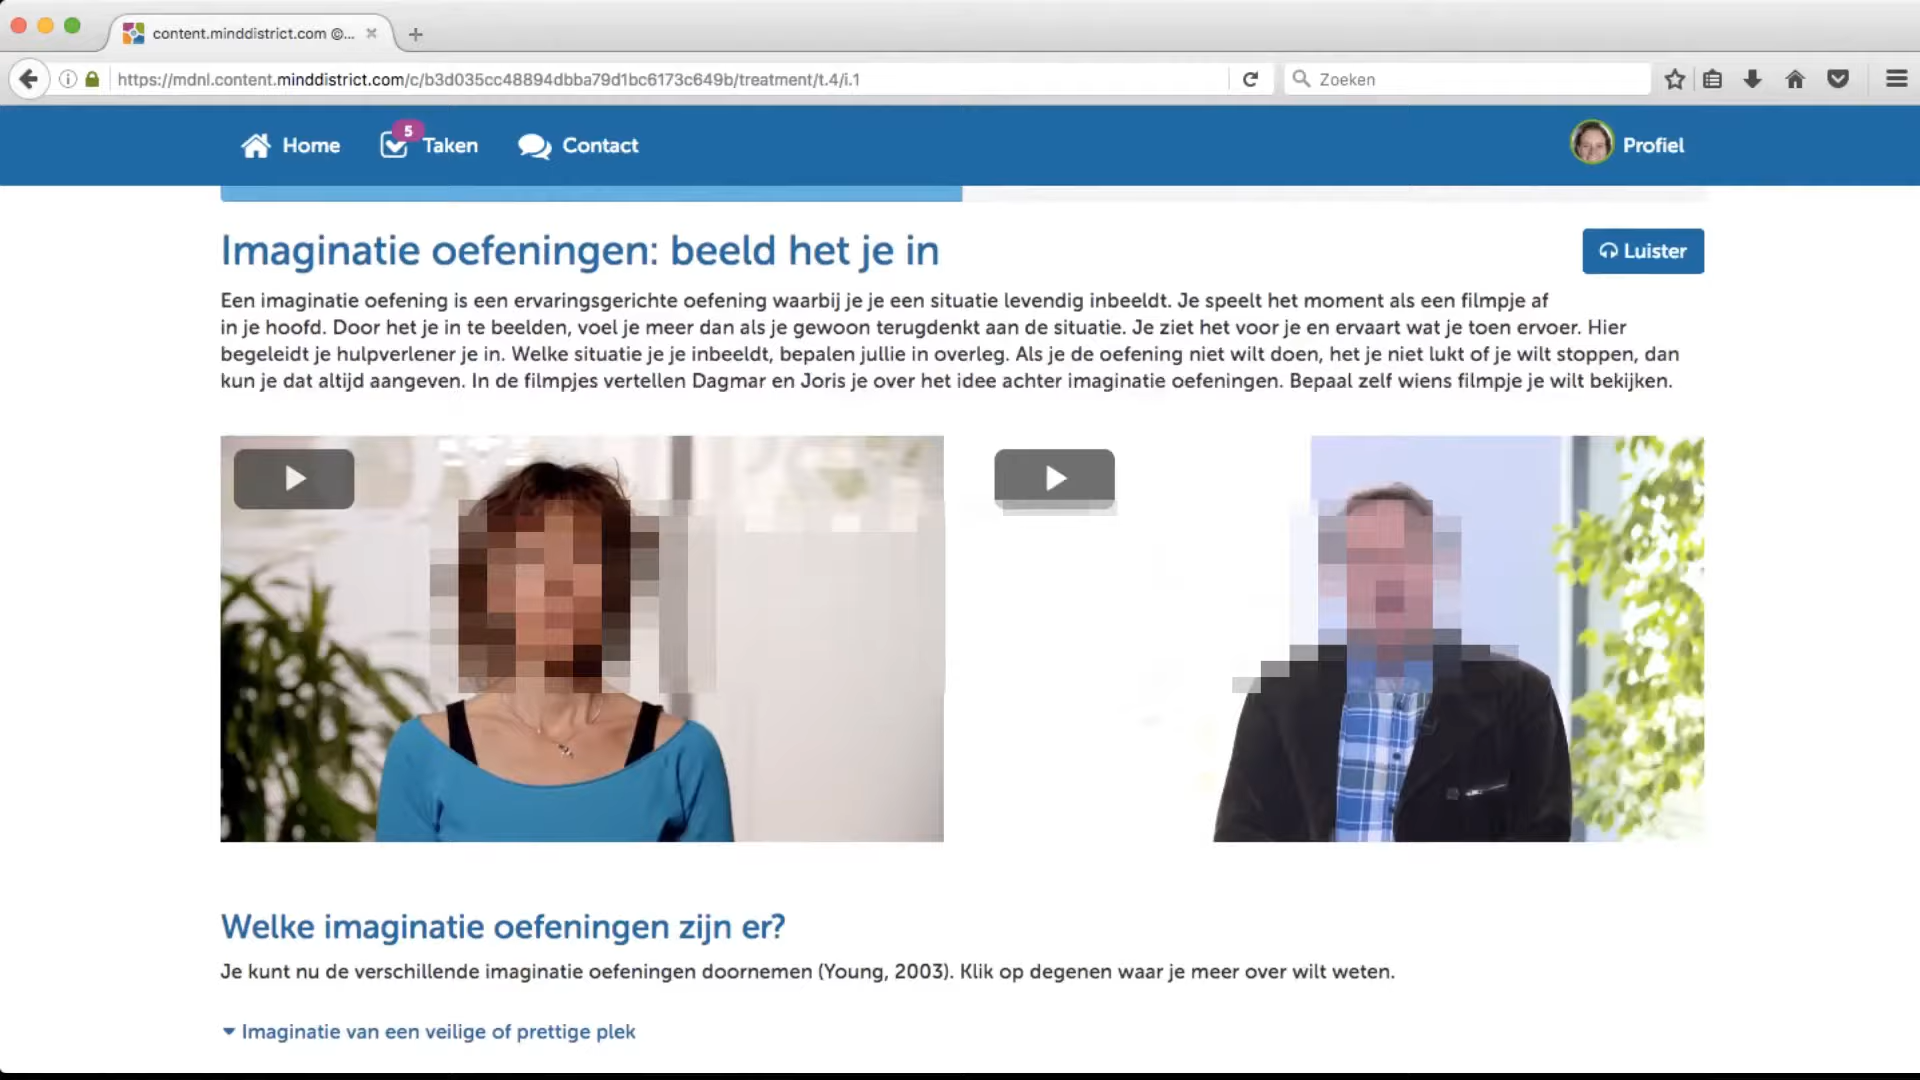 content.minddistrict.com @...
https://mdnl.content.minddistrict.com/c/b3d035cc48894dbba79d1bc6173c649b/treatment/t.4/i.1
Zoeken
Home
5
Taken
Contact
Profiel
Imaginatie oefeningen: beeld het je in
Luister
Een imaginatie oefening is een ervaringsgerichte oefening waarbij je je een situatie levendig inbeeldt. Je speelt het moment als een filmpje af
in je hoofd. Door het je in te beelden, voel je meer dan als je gewoon terugdenkt aan de situatie. Je ziet het voor je en ervaart wat je toen ervoer. Hier
begeleidt je hulpverlener je in. Welke situatie je je inbeeldt, bepalen jullie in overleg. Als je de oefening niet wilt doen, het je niet lukt of je wilt stoppen, dan
kun je dat altijd aangeven. In de filmpjes vertellen Dagmar en Joris je over het idee achter imaginatie oefeningen. Bepaal zelf wiens filmpje je wilt bekijken.
Welke imaginatie oefeningen zijn er?
Je kunt nu de verschillende imaginatie oefeningen doornemen (Young, 2003). Klik op degenen waar je meer over wilt weten.
Imaginatie van een veilige of prettige plek